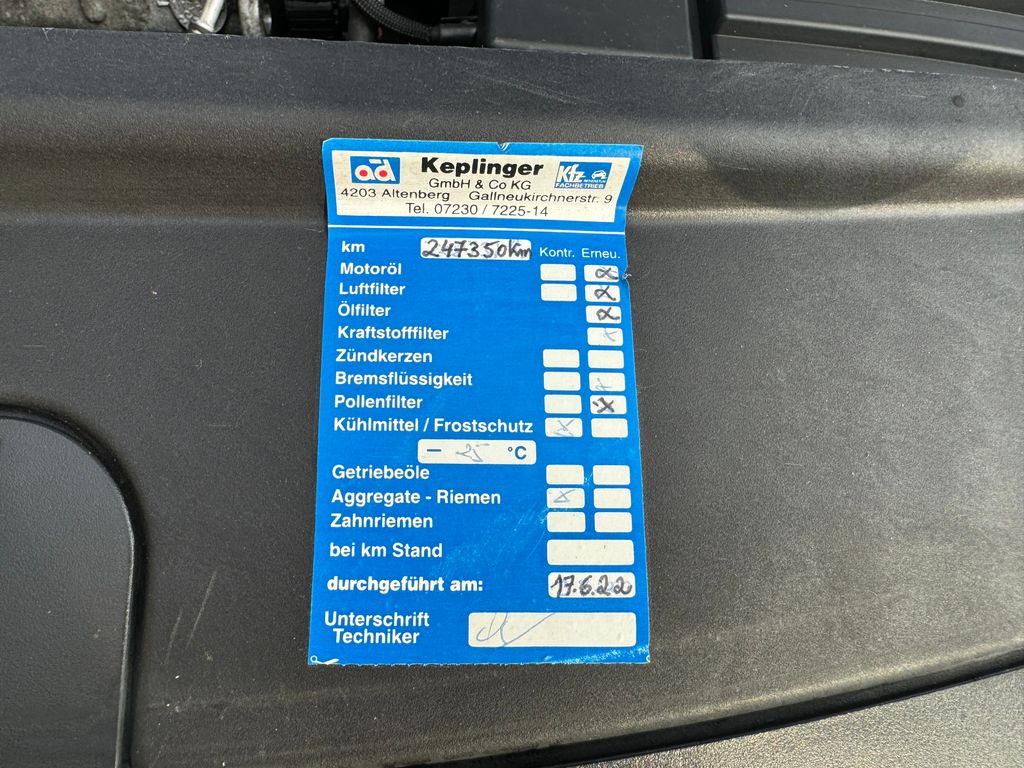 ad Keplinger Kfz
GmbH & Co KG FACHBETRIEB
4203 Altenberg Gallneukirchnerstr. 9
Tel. 07230 / 7225-14
km 247350Km Kontr. Erneu.
Motoröl x
Luftfilter x
Ölfilter x
Kraftstofffilter x
Zündkerzen
Bremsflüssigkeit x
Pollenfilter x
Kühlmittel / Frostschutz x
- 25 °C
Getriebeöle
Aggregate - Riemen x
Zahnriemen
bei km Stand
durchgeführt am: 17.6.22
Unterschrift
Techniker